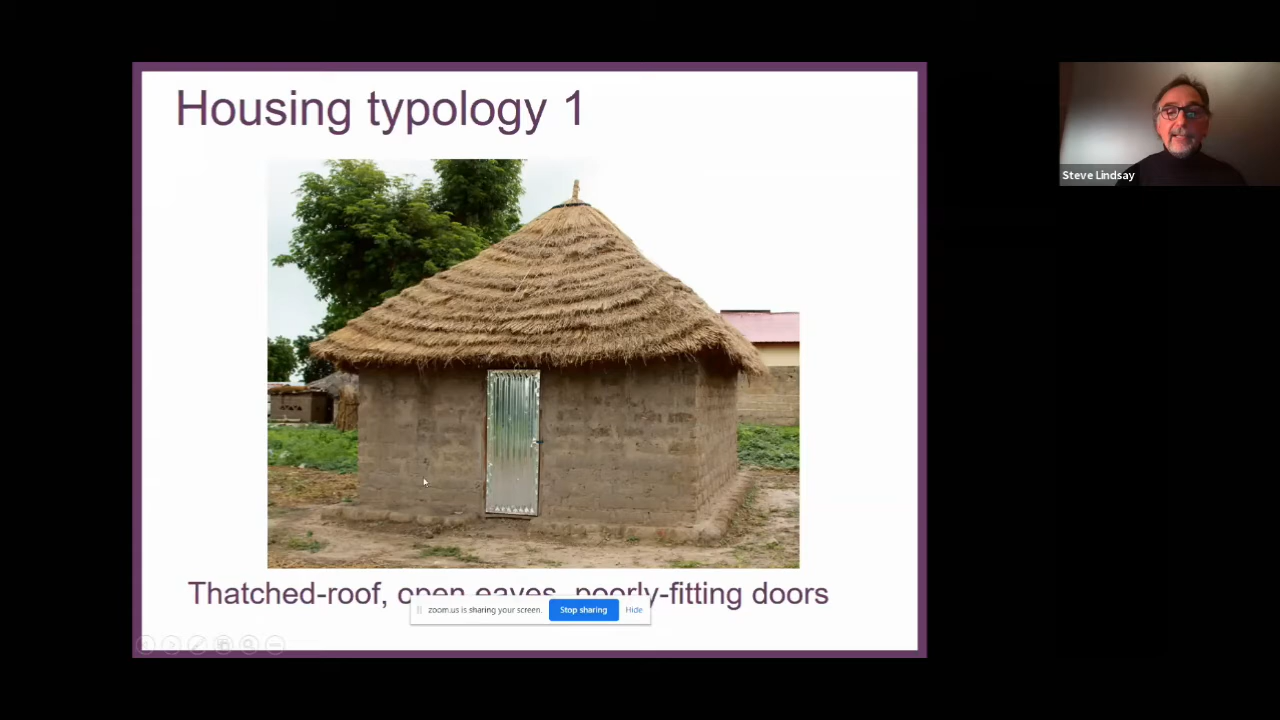 Housing typology 1
Steve Lindsay
Thatched-roof, open eaves, poorly-fitting doors
zoom.us is sharing your screen.
Stop sharing
Hide